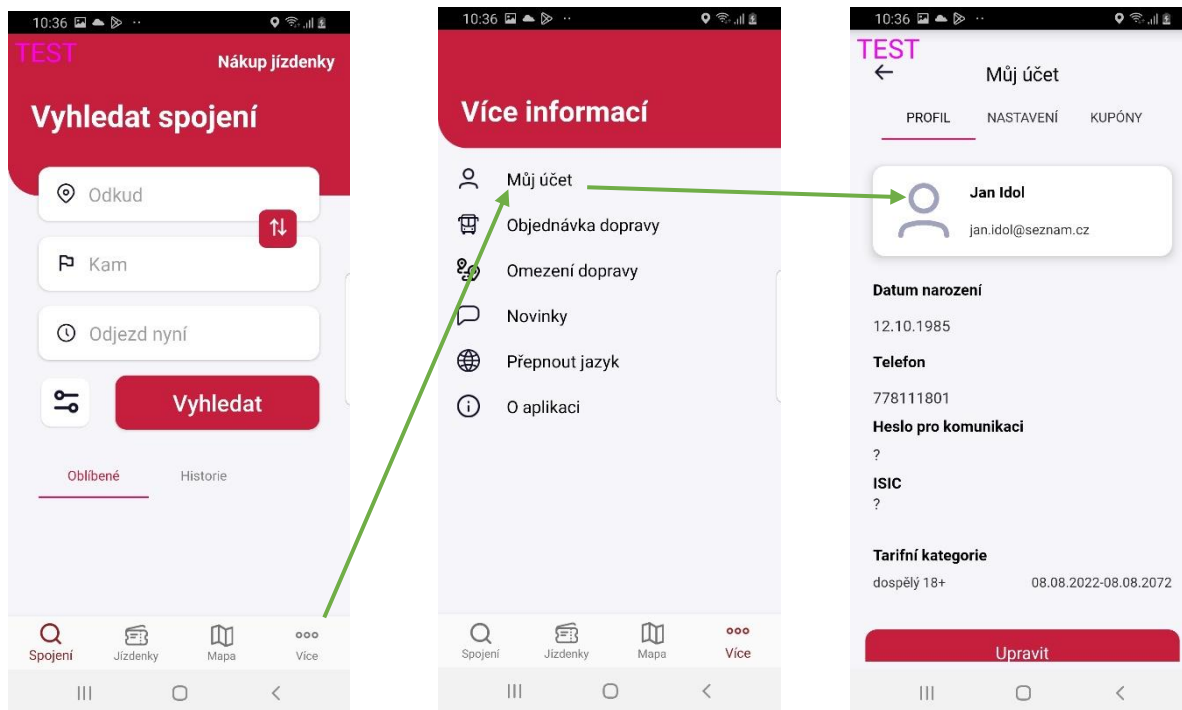 10:36
TEST
Nákup jízdenky
Vyhledat spojení
Odkud
Kam
Odjezd nyní
Vyhledat
Oblíbené Historie
Spojení Jízdenky Mapa Více
10:36
Více informací
Můj účet
Objednávka dopravy
Omezení dopravy
Novinky
Přepnout jazyk
O aplikaci
Spojení Jízdenky Mapa Více
10:36
TEST
Můj účet
PROFIL NASTAVENÍ KUPÓNY
Jan Idol
jan.idol@seznam.cz
Datum narození
12.10.1985
Telefon
778111801
Heslo pro komunikaci
?
ISIC
?
Tarifní kategorie
dospělý 18+ 08.08.2022-08.08.2072
Upravit